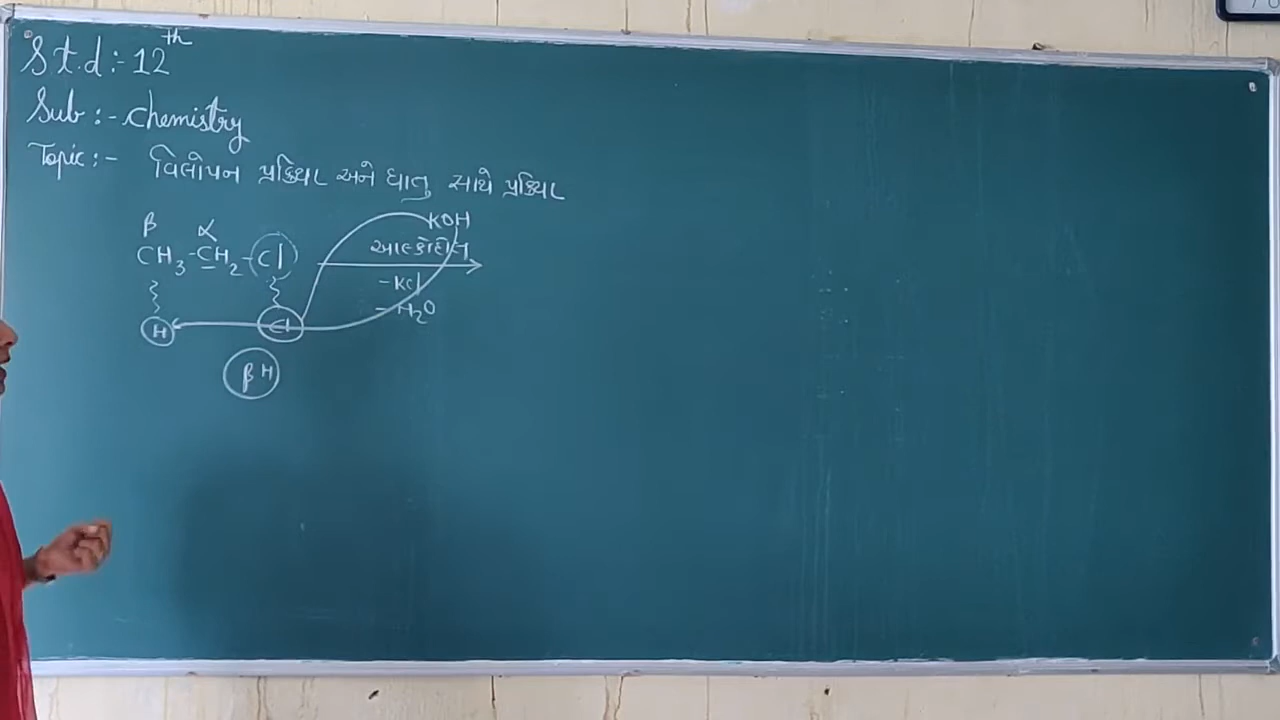 Std :- 12th
Sub :- Chemistry
Topic :- વિલોપન પ્રક્રિયા અને ધાતુ સાથે પ્રક્રિયા
β α KOH
CH3-CH2-Cl આલ્કોહોલ
-KCl
-H2O
H Cl
β H